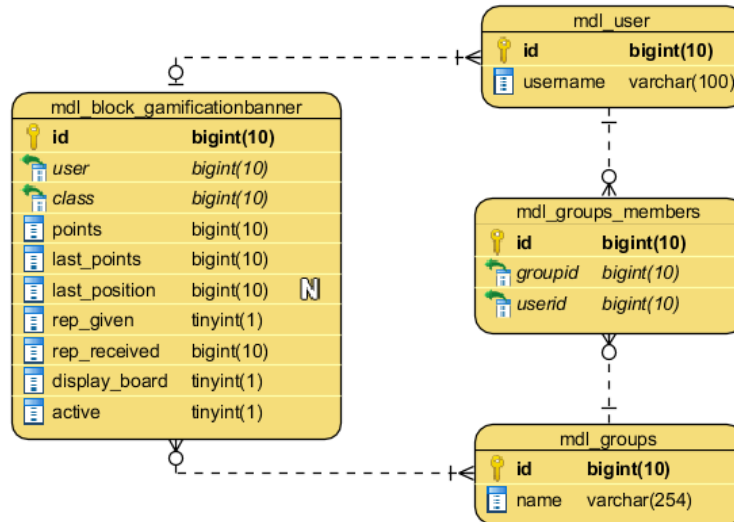 mdl_user
id bigint(10)
username varchar(100)
mdl_block_gamificationbanner
id bigint(10)
user bigint(10)
class bigint(10)
points bigint(10)
last_points bigint(10)
last_position bigint(10) N
rep_given tinyint(1)
rep_received bigint(10)
display_board tinyint(1)
active tinyint(1)
mdl_groups_members
id bigint(10)
groupid bigint(10)
userid bigint(10)
mdl_groups
id bigint(10)
name varchar(254)